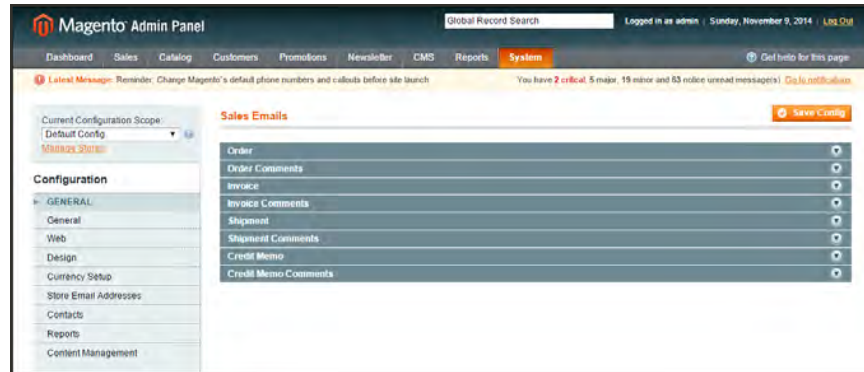 Magento Admin Panel
Global Record Search
Logged in as admin | Sunday, November 9, 2014 | Log Out
Dashboard Sales Catalog Customers Promotions Newsletter CMS Reports System
Get help for this page
Latest Message: Reminder: Change Magento's default phone numbers and callouts before site launch
You have 2 critical, 5 major, 19 minor and 63 notice unread message(s). Go to notifications
Current Configuration Scope:
Default Config
Manage Stores
Configuration
GENERAL
General
Web
Design
Currency Setup
Store Email Addresses
Contacts
Reports
Content Management
Sales Emails
Save Config
Order
Order Comments
Invoice
Invoice Comments
Shipment
Shipment Comments
Credit Memo
Credit Memo Comments